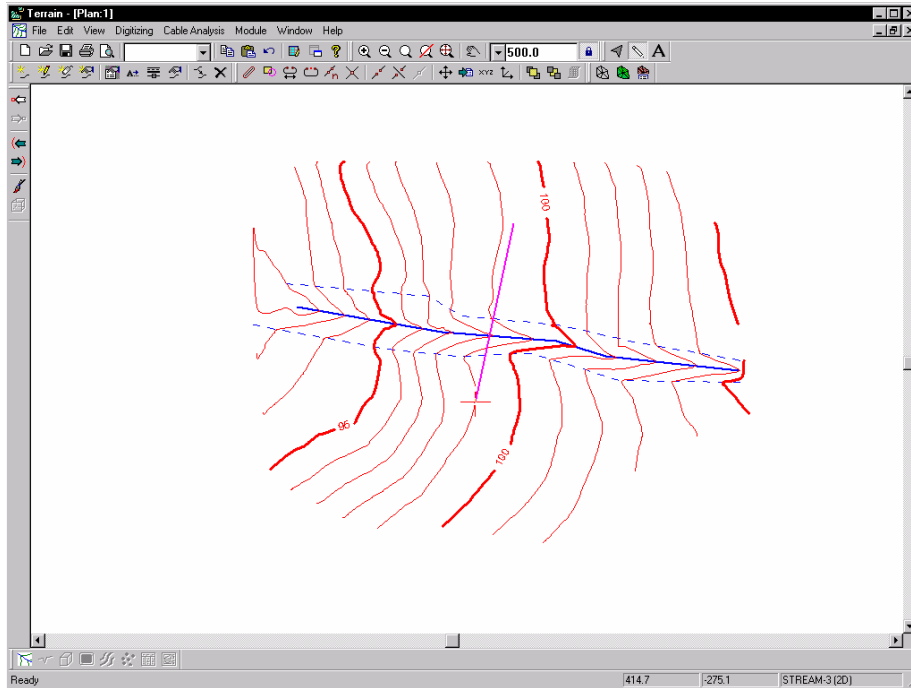 Terrain - [Plan:1]
File Edit View Digitizing Cable Analysis Module Window Help
500.0
A
XYZ
100
96
100
Ready 414.7 -275.1 STREAM-3 (2D)